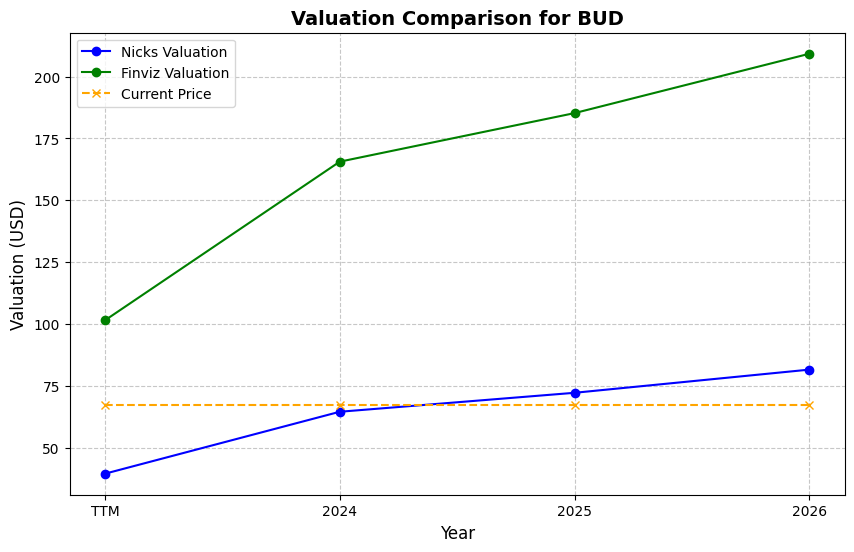 Valuation Comparison for BUD
Nicks Valuation
Finviz Valuation
Current Price
Valuation (USD)
200
175
150
125
100
75
50
TTM
2024
2025
2026
Year